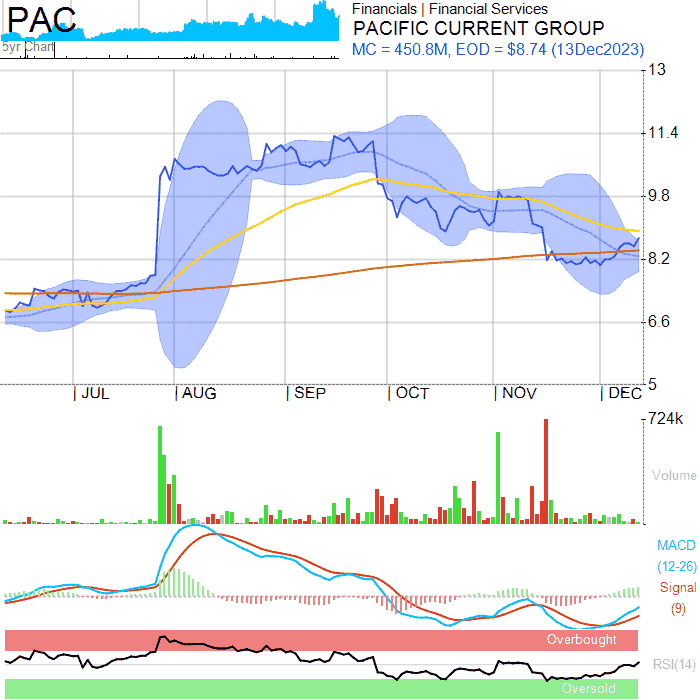 PAC
5yr Chart
Financials | Financial Services
PACIFIC CURRENT GROUP
MC = 450.8M, EOD = $8.74 (13Dec2023)
13
11.4
9.8
8.2
6.6
5
| JUL | AUG | SEP | OCT | NOV | DEC
724k
Volume
MACD
(12-26)
Signal
(9)
Overbought
RSI(14)
Oversold